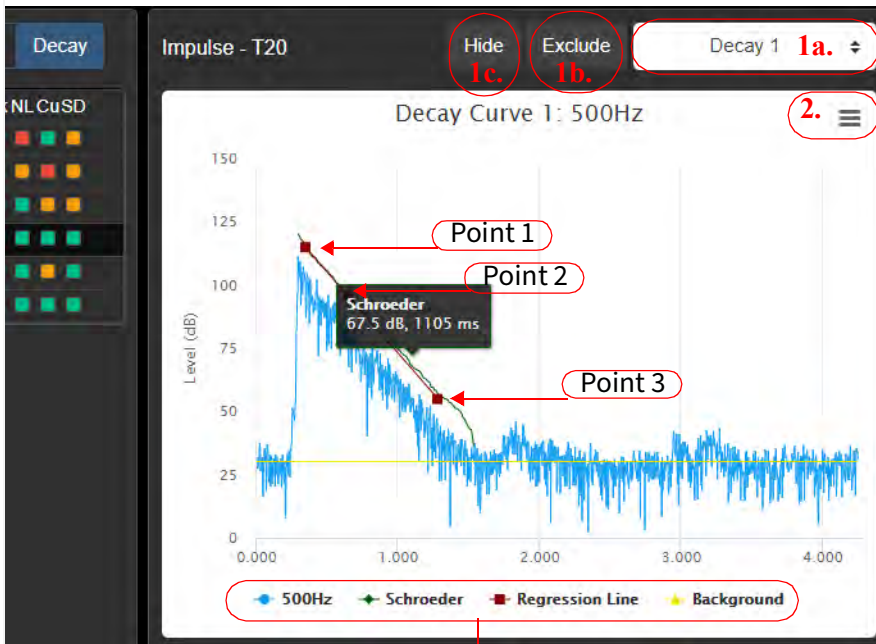 Decay
Impulse - T20
Hide
1c.
Exclude
1b.
Decay 1
1a.
NL Cu SD
Decay Curve 1: 500Hz
2.
150
125
100
75
50
25
0
Level (dB)
Point 1
Point 2
Schroeder
67.5 dB, 1105 ms
Point 3
0.000 1.000 2.000 3.000 4.000
500Hz Schroeder Regression Line Background